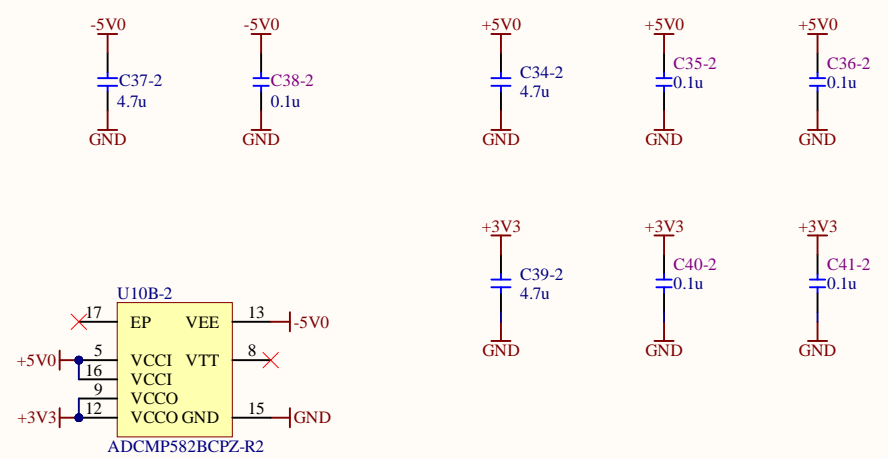 -5V0
-5V0
+5V0
+5V0
+5V0
C37-2
4.7u
C38-2
0.1u
C34-2
4.7u
C35-2
0.1u
C36-2
0.1u
GND
GND
GND
GND
GND
+3V3
+3V3
+3V3
C39-2
4.7u
C40-2
0.1u
C41-2
0.1u
GND
GND
GND
U10B-2
17 EP VEE 13 -5V0
+5V0 5 VCCI VTT 8
16 VCCI
9 VCCO
+3V3 12 VCCO GND 15 GND
ADCMP582BCPZ-R2